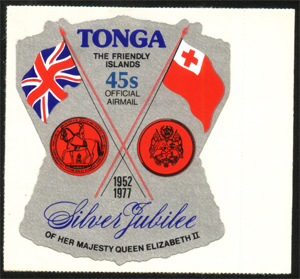 TONGA
THE FRIENDLY
ISLANDS
45s
OFFICIAL
AIRMAIL
1952
1977
Silver Jubilee
OF HER MAJESTY QUEEN ELIZABETH II